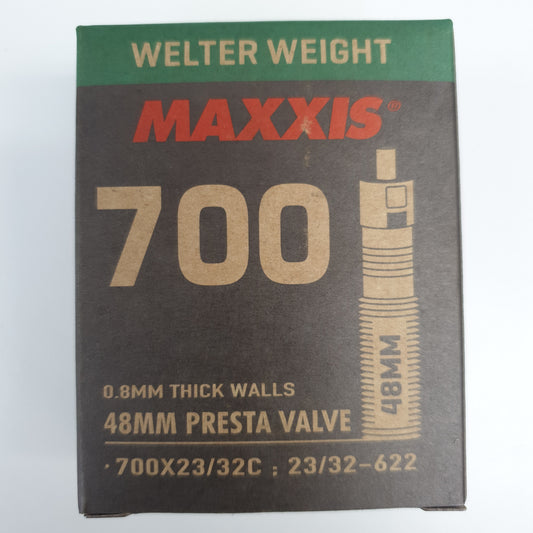 WELTER WEIGHT
MAXXIS®
700
48MM
0.8MM THICK WALLS
48MM PRESTA VALVE
·700X23/32C ; 23/32-622